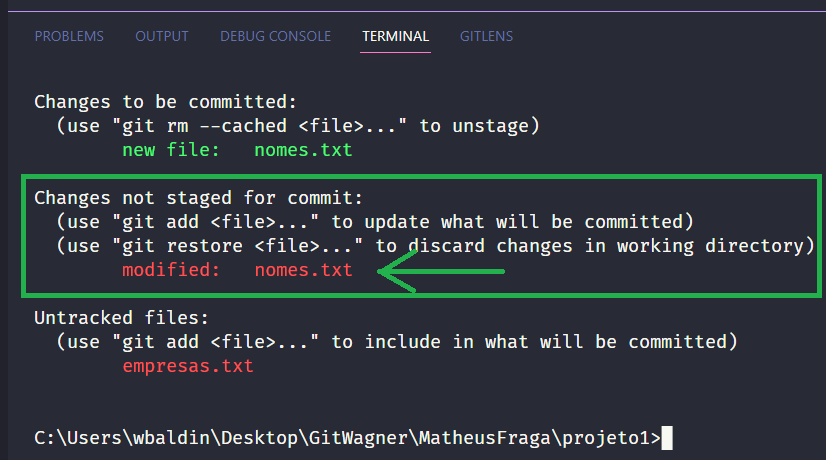 PROBLEMS OUTPUT DEBUG CONSOLE TERMINAL GITLENS
Changes to be committed:
(use "git rm --cached <file>..." to unstage)
new file: nomes.txt
Changes not staged for commit:
(use "git add <file>..." to update what will be committed)
(use "git restore <file>..." to discard changes in working directory)
modified: nomes.txt
Untracked files:
(use "git add <file>..." to include in what will be committed)
empresas.txt
C:\Users\wbaldin\Desktop\GitWagner\MatheusFraga\projeto1>